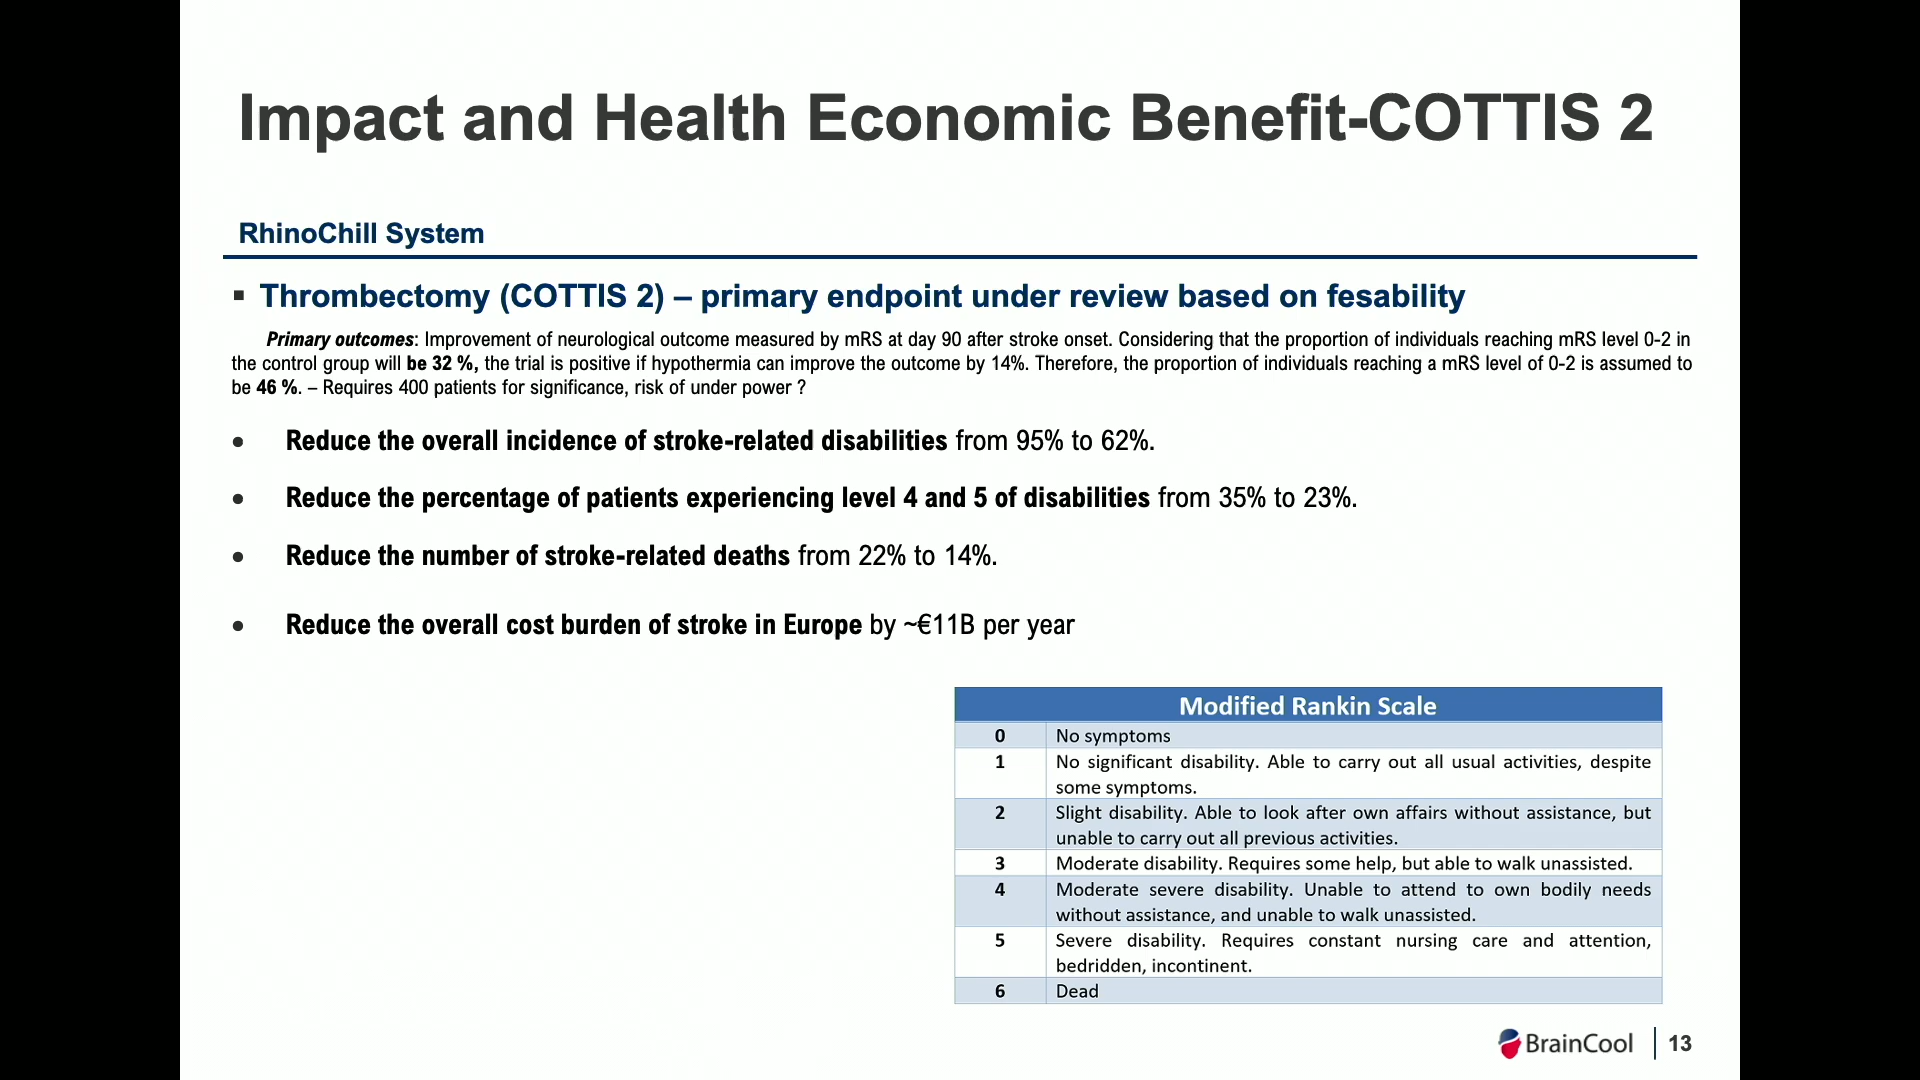 Impact and Health Economic Benefit-COTTIS 2
RhinoChill System
▪ Thrombectomy (COTTIS 2) – primary endpoint under review based on fesability
Primary outcomes: Improvement of neurological outcome measured by mRS at day 90 after stroke onset. Considering that the proportion of individuals reaching mRS level 0-2 in
the control group will be 32 %, the trial is positive if hypothermia can improve the outcome by 14%. Therefore, the proportion of individuals reaching a mRS level of 0-2 is assumed to
be 46 %. – Requires 400 patients for significance, risk of under power ?
• Reduce the overall incidence of stroke-related disabilities from 95% to 62%.
• Reduce the percentage of patients experiencing level 4 and 5 of disabilities from 35% to 23%.
• Reduce the number of stroke-related deaths from 22% to 14%.
• Reduce the overall cost burden of stroke in Europe by ~€11B per year
Modified Rankin Scale
0 No symptoms
1 No significant disability. Able to carry out all usual activities, despite
some symptoms.
2 Slight disability. Able to look after own affairs without assistance, but
unable to carry out all previous activities.
3 Moderate disability. Requires some help, but able to walk unassisted.
4 Moderate severe disability. Unable to attend to own bodily needs
without assistance, and unable to walk unassisted.
5 Severe disability. Requires constant nursing care and attention,
bedridden, incontinent.
6 Dead
BrainCool 13